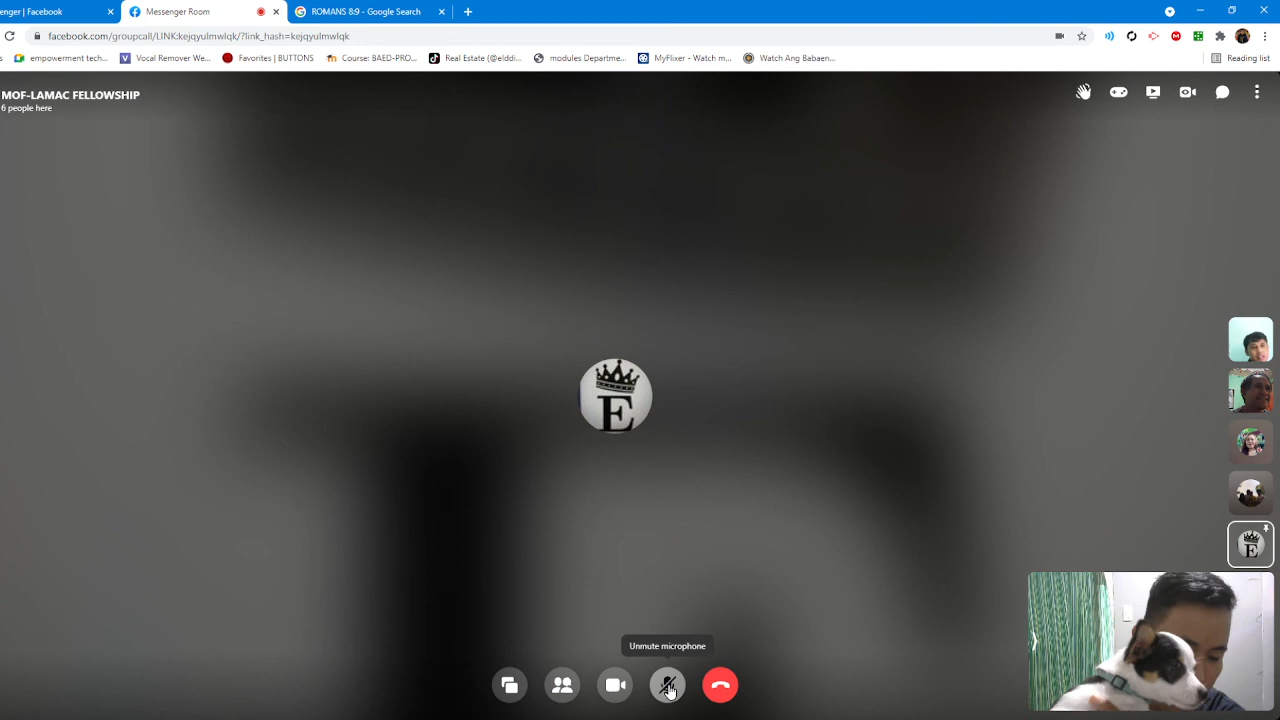 nger | Facebook
Messenger Room
ROMANS 8:9 - Google Search
facebook.com/groupcall/LINK:kejqyulmwlqk/?link_hash=kejqyulmwlqk
s
empowerment tech...
V
Vocal Remover We...
Favorites | BUTTONS
Course: BAED-PRO...
Real Estate (@elddi...
modules Departme...
MyFlixer - Watch m...
Watch Ang Babaen...
Reading list
MOF-LAMAC FELLOWSHIP
6 people here
E
E
Unmute microphone